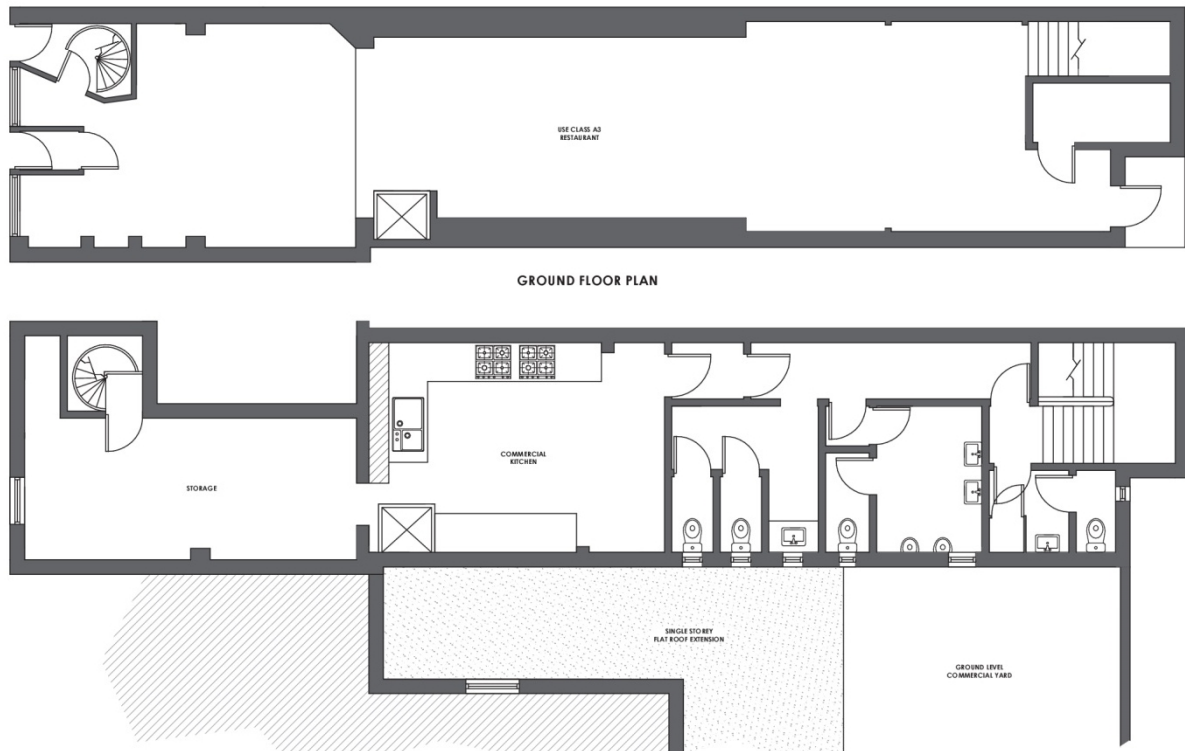 USE CLASS A3
RESTAURANT
GROUND FLOOR PLAN
COMMERCIAL
KITCHEN
STORAGE
SINGLE STOREY
FLAT ROOF EXTENSION
GROUND LEVEL
COMMERCIAL YARD